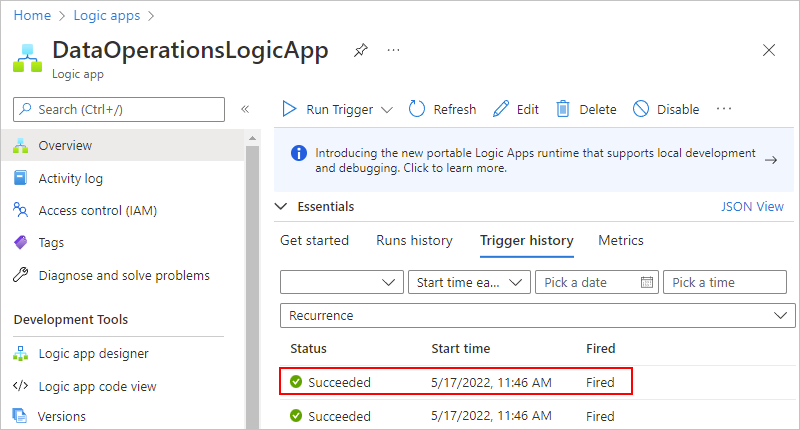 Home > Logic apps >
DataOperationsLogicApp
Logic app
Search (Ctrl+/)
«
Overview
Activity log
Access control (IAM)
Tags
Diagnose and solve problems
Development Tools
Logic app designer
Logic app code view
Versions
Run Trigger Refresh Edit Delete Disable ...
Introducing the new portable Logic Apps runtime that supports local development
and debugging. Click to learn more.
Essentials JSON View
Get started Runs history Trigger history Metrics
Start time ea... Pick a date Pick a time
Recurrence
Status Start time Fired
Succeeded 5/17/2022, 11:46 AM Fired
Succeeded 5/17/2022, 11:46 AM Fired